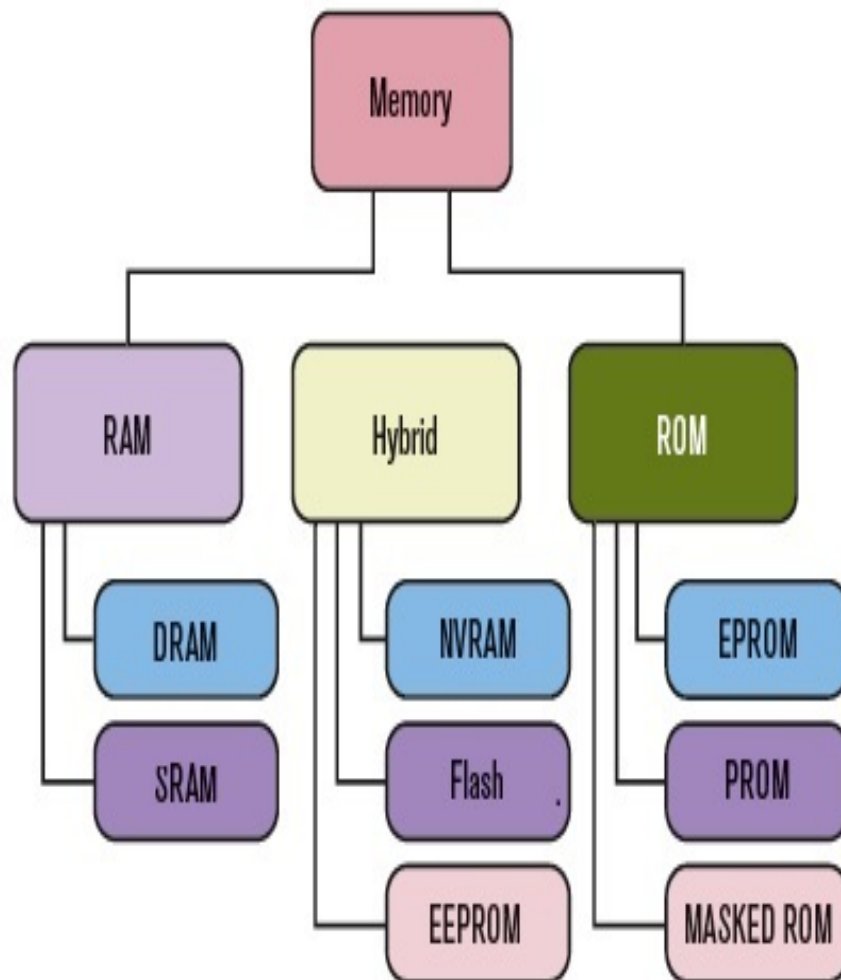 Memory
RAM
Hybrid
ROM
DRAM
NVRAM
EPROM
SRAM
Flash
PROM
EEPROM
MASKED ROM